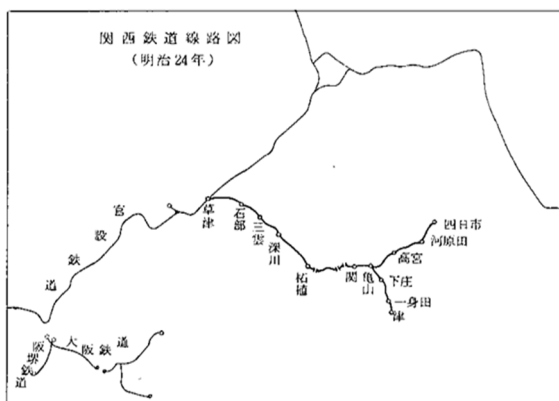 関西鉄道線路図
(明治24年)
官設鉄道
草津
石部
三雲
深川
柘植
関
亀山
高宮
河原田
四日市
下庄
一身田
津
大阪鉄道
阪堺鉄道